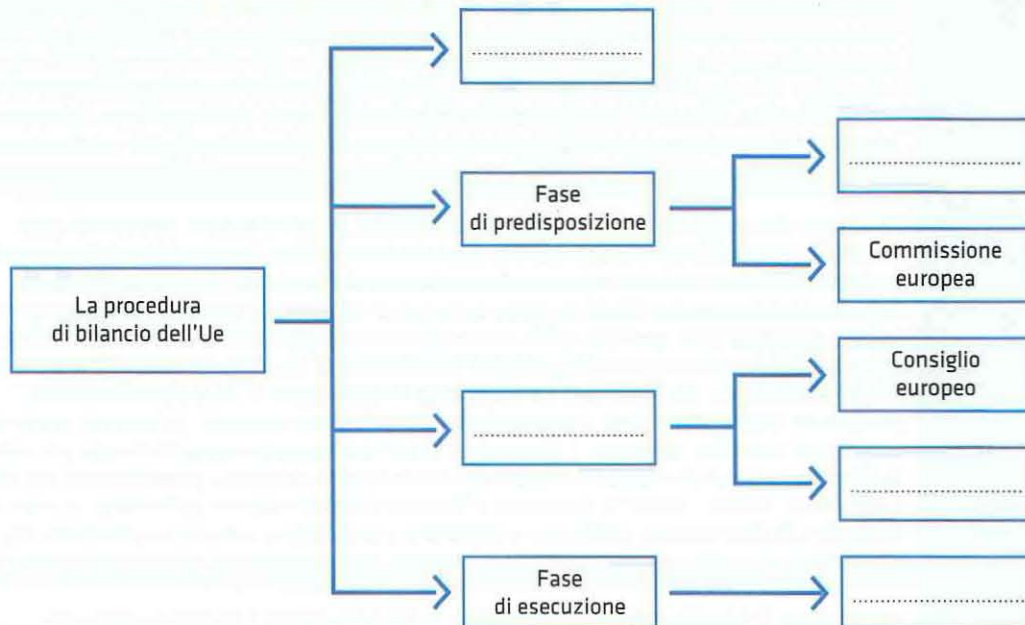 Fase
di predisposizione
Commissione
europea
La procedura
di bilancio dell'Ue
Consiglio
europeo
Fase
di esecuzione